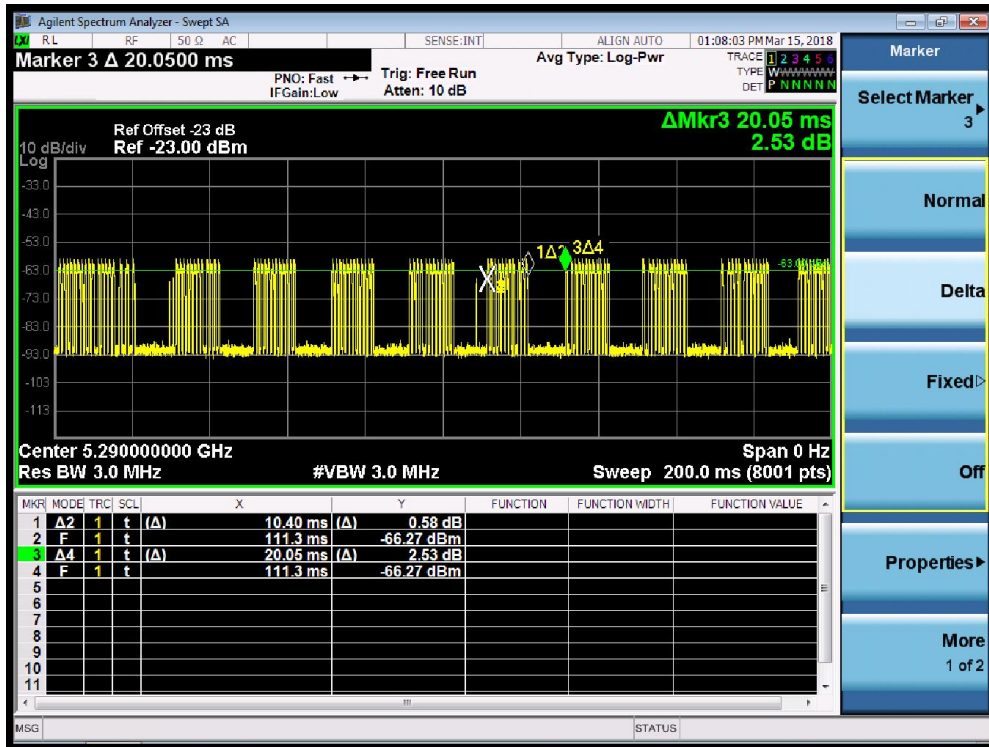 Agilent Spectrum Analyzer - Swept SA
LXI RL RF 50 Ω AC SENSE:INT ALIGN AUTO 01:08:03 PM Mar 15, 2018
Marker 3 Δ 20.0500 ms
PNO: Fast
IFGain:Low
Trig: Free Run
Atten: 10 dB
Avg Type: Log-Pwr
TRACE 1 2 3 4 5 6
TYPE W
DET P N N N N N
ΔMkr3 20.05 ms
2.53 dB
Ref Offset -23 dB
10 dB/div Ref -23.00 dBm
Log
-33.0
-43.0
-53.0
-63.0
-73.0
-83.0
-93.0
-103
-113
3Δ4
Center 5.290000000 GHz Span 0 Hz
Res BW 3.0 MHz #VBW 3.0 MHz Sweep 200.0 ms (8001 pts)
MKR MODE TRC SCL X Y FUNCTION FUNCTION WIDTH FUNCTION VALUE
1 Δ2 1 t (Δ) 10.40 ms (Δ) 0.58 dB
2 F 1 t 111.3 ms -66.27 dBm
3 Δ4 1 t (Δ) 20.05 ms (Δ) 2.53 dB
4 F 1 t 111.3 ms -66.27 dBm
5
6
7
8
9
10
11
MSG STATUS
Marker
Select Marker
3
Normal
Delta
Fixed
Off
Properties
More
1 of 2